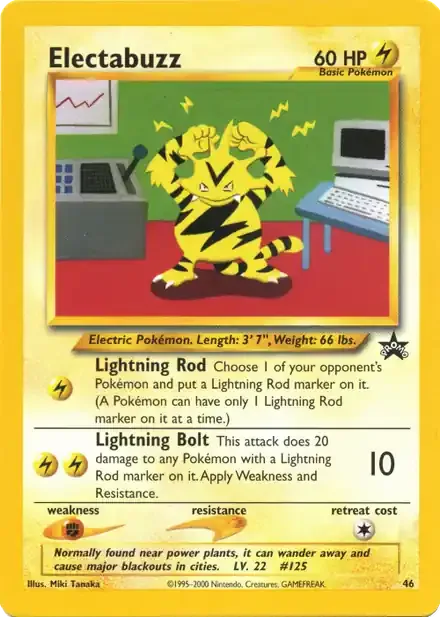 Electabuzz
60 HP
Basic Pokémon
Electric Pokémon. Length: 3' 7", Weight: 66 lbs.
PROMO
Lightning Rod Choose 1 of your opponent's
Pokémon and put a Lightning Rod marker on it.
(A Pokémon can have only 1 Lightning Rod
marker on it at a time.)
Lightning Bolt This attack does 20
damage to any Pokémon with a Lightning
Rod marker on it. Apply Weakness and
Resistance.
10
weakness
resistance
retreat cost
Normally found near power plants, it can wander away and
cause major blackouts in cities. LV. 22 #125
Illus. Miki Tanaka
©1995-2000 Nintendo, Creatures, GAMEFREAK.
46